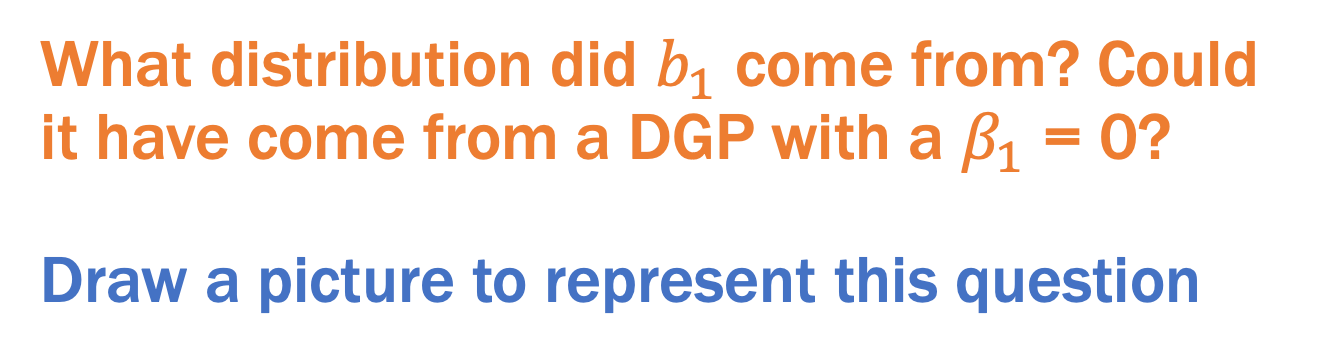 What distribution did b₁ come from? Could
it have come from a DGP with a β₁ = 0?
Draw a picture to represent this question